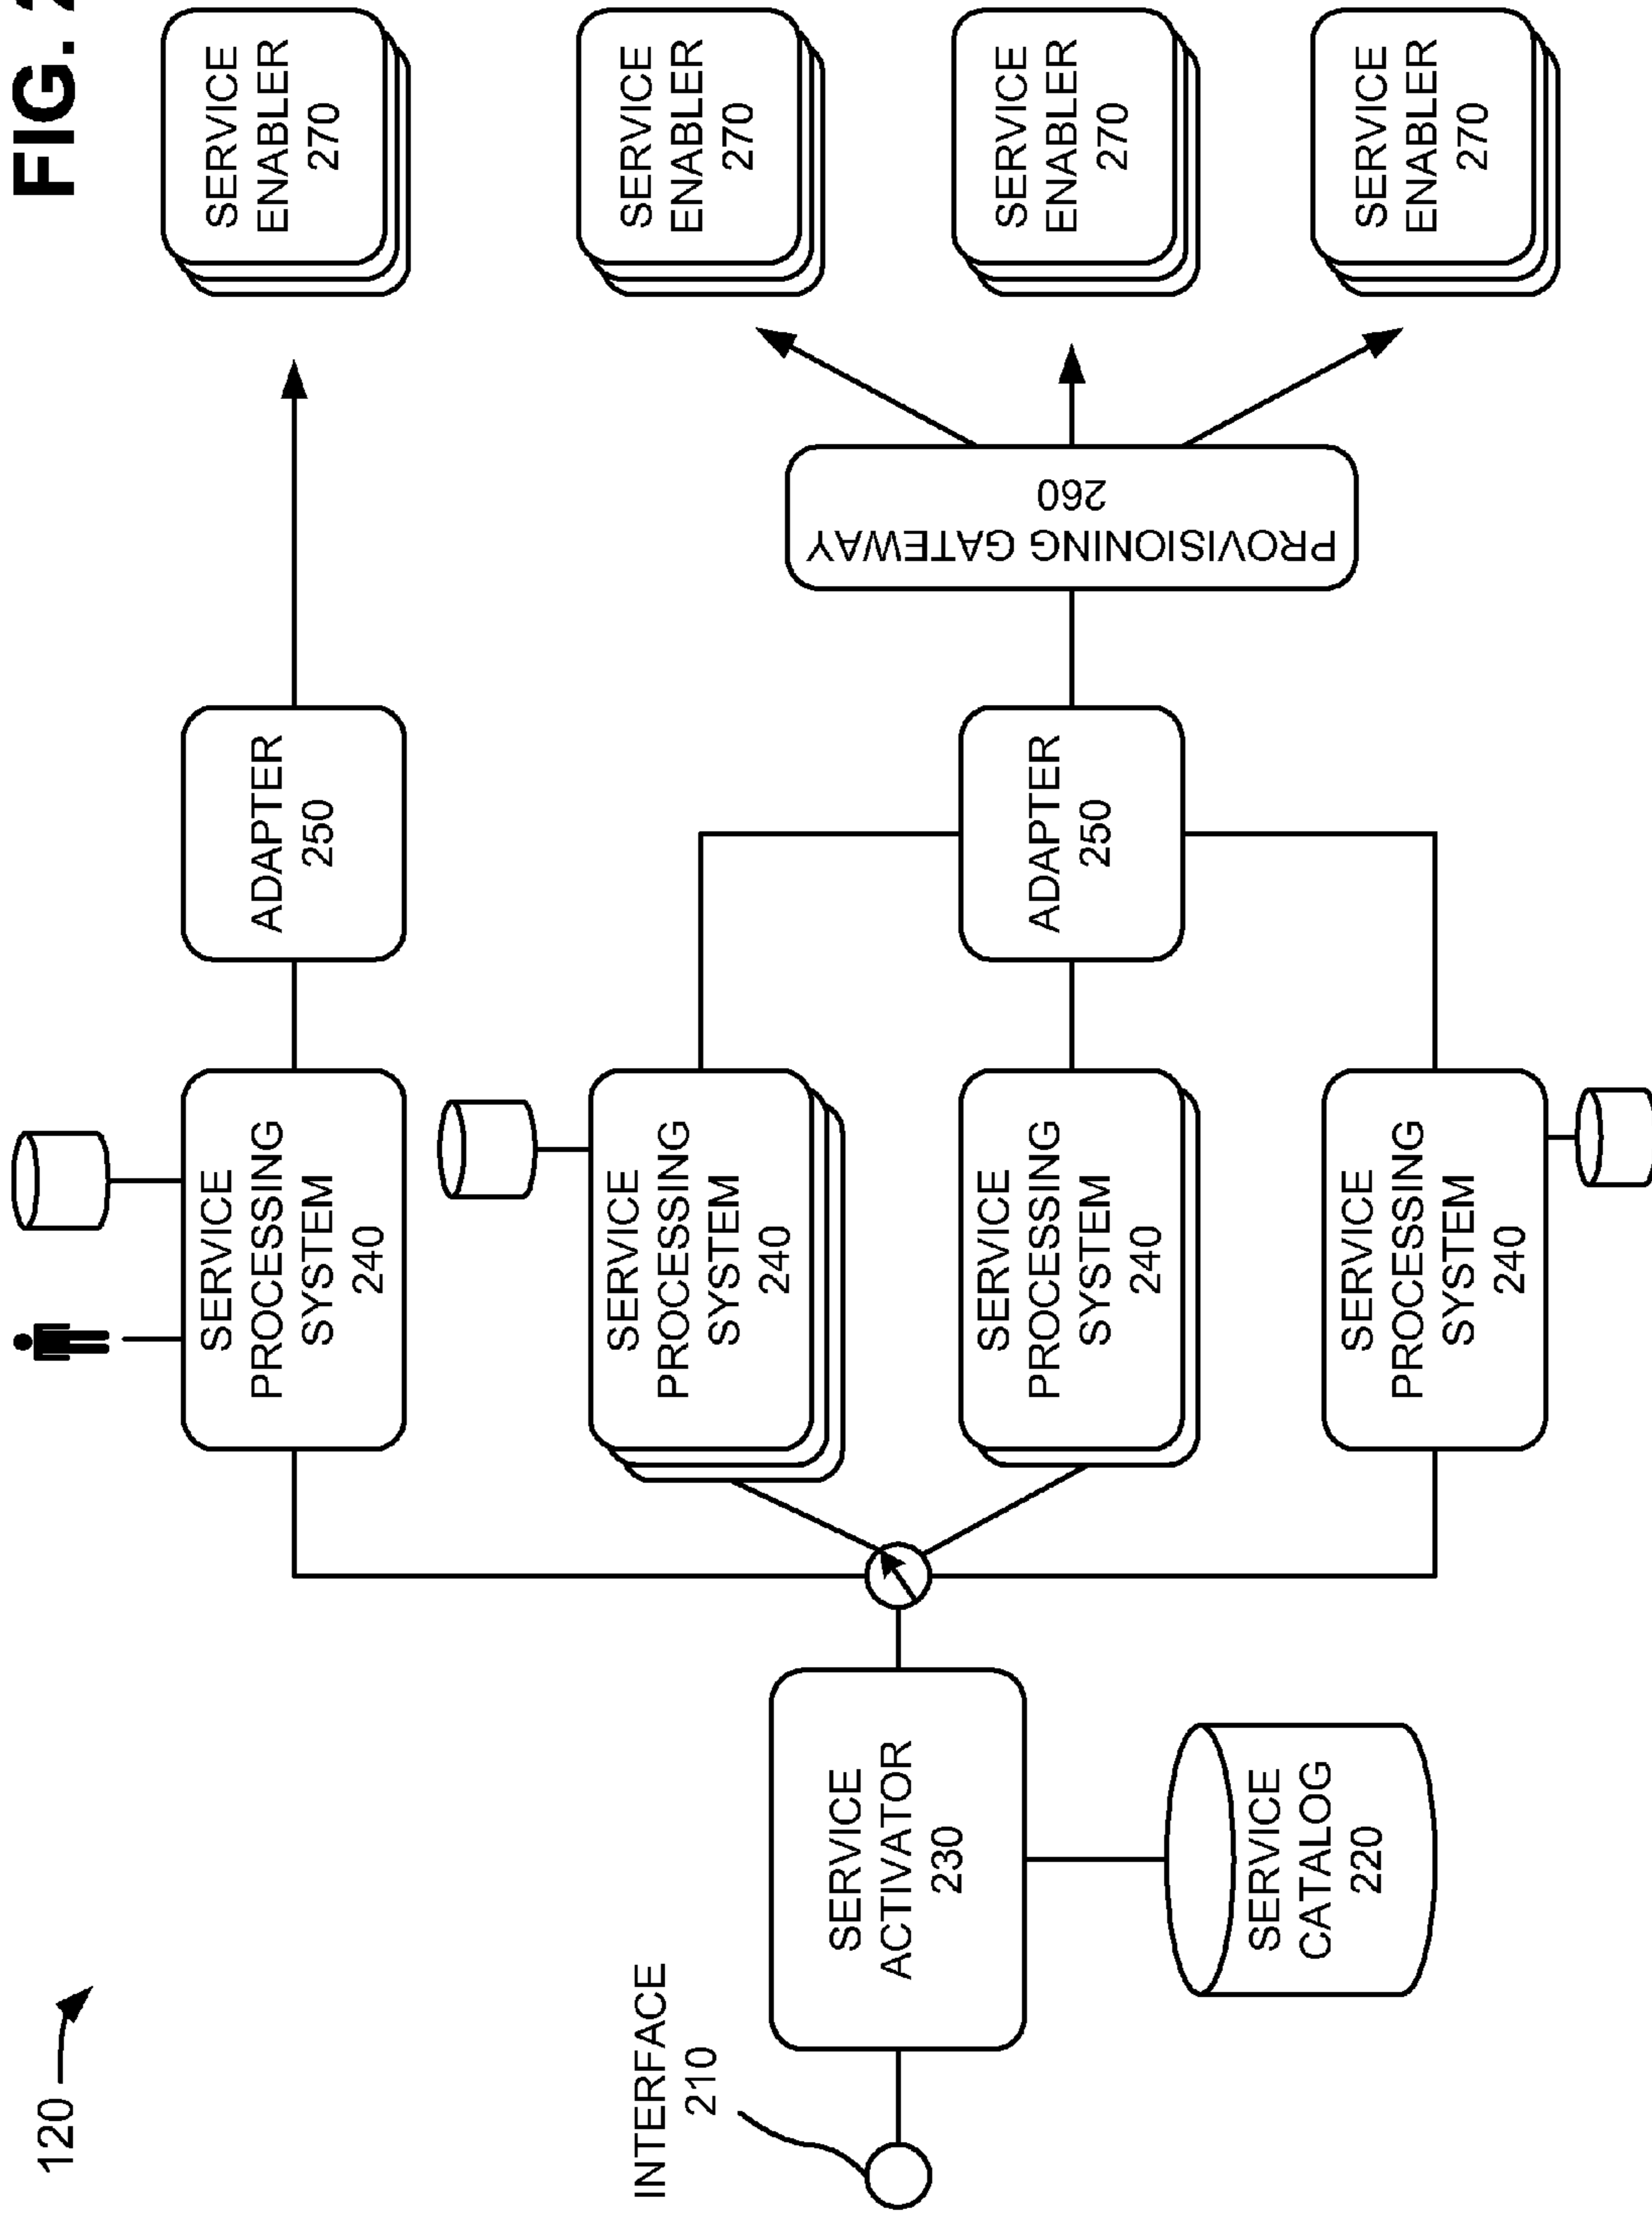 FIG.
120
SERVICE
PROCESSING
SYSTEM
240
ADAPTER
250
SERVICE
ENABLER
270
INTERFACE
210
SERVICE
ACTIVATOR
230
SERVICE
CATALOG
220
SERVICE
PROCESSING
SYSTEM
240
SERVICE
PROCESSING
SYSTEM
240
SERVICE
PROCESSING
SYSTEM
240
ADAPTER
250
PROVISIONING GATEWAY
260
SERVICE
ENABLER
270
SERVICE
ENABLER
270
SERVICE
ENABLER
270